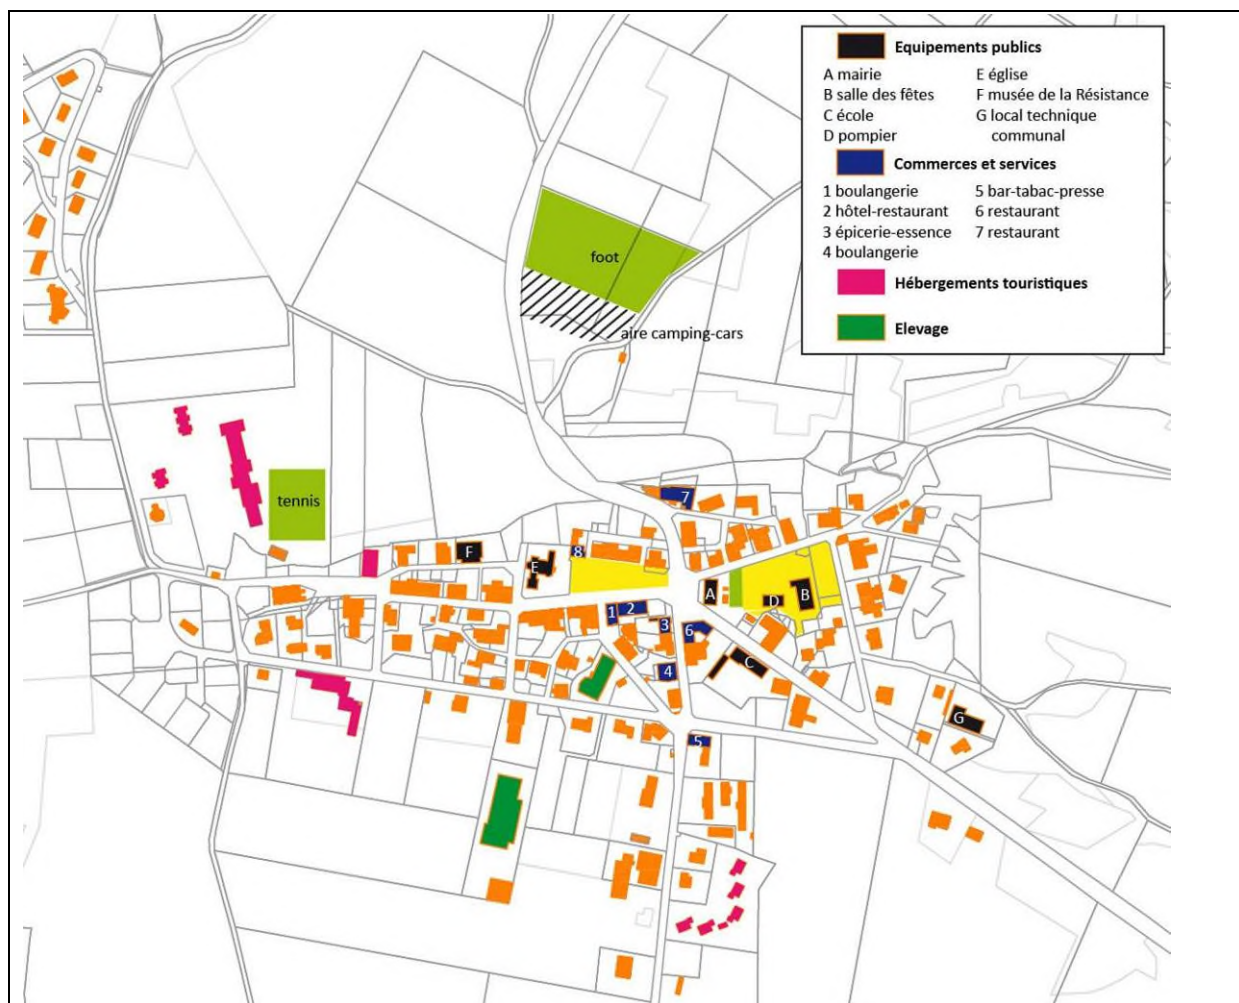 Equipements publics
A mairie
B salle des fêtes
C école
D pompier
E église
F musée de la Résistance
G local technique
communal
Commerces et services
1 boulangerie
2 hôtel-restaurant
3 épicerie-essence
4 boulangerie
5 bar-tabac-presse
6 restaurant
7 restaurant
Hébergements touristiques
Elevage
foot
aire camping-cars
tennis
7
F
E
8
A
D
B
1
2
3
6
4
C
G
5